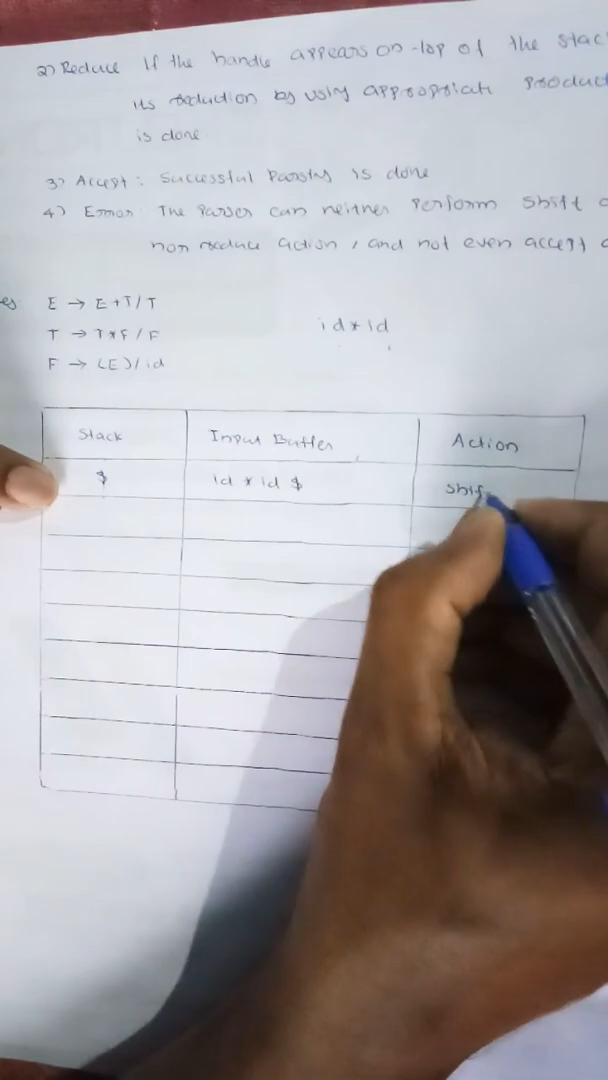 2) Reduce If the handle appears on top of the stac
its reduction by using appropriate product
is done
3) Accept : Successful Parsing is done
4) Error The Parser can neither Perform Shift
nor reduce action, and not even accept
E → E+T/T
T → T*F/F
F → (E)/id
id*id
Stack Input Buffer Action
$ id * id $ Shif